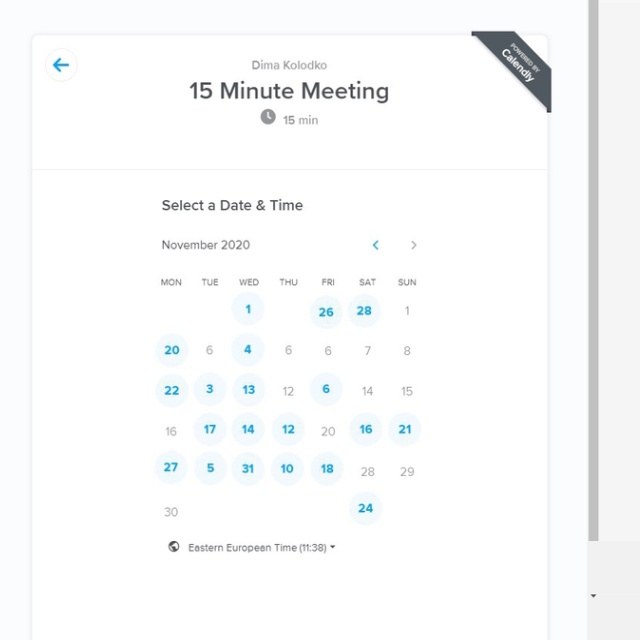 Dima Kolodko
POWERED BY
Calendly
15 Minute Meeting
15 min
Select a Date & Time
November 2020
MON TUE WED THU FRI SAT SUN
1 26 28 1
20 6 4 6 6 7 8
22 3 13 12 6 14 15
16 17 14 12 20 16 21
27 5 31 10 18 28 29
30 24
Eastern European Time (11:38)